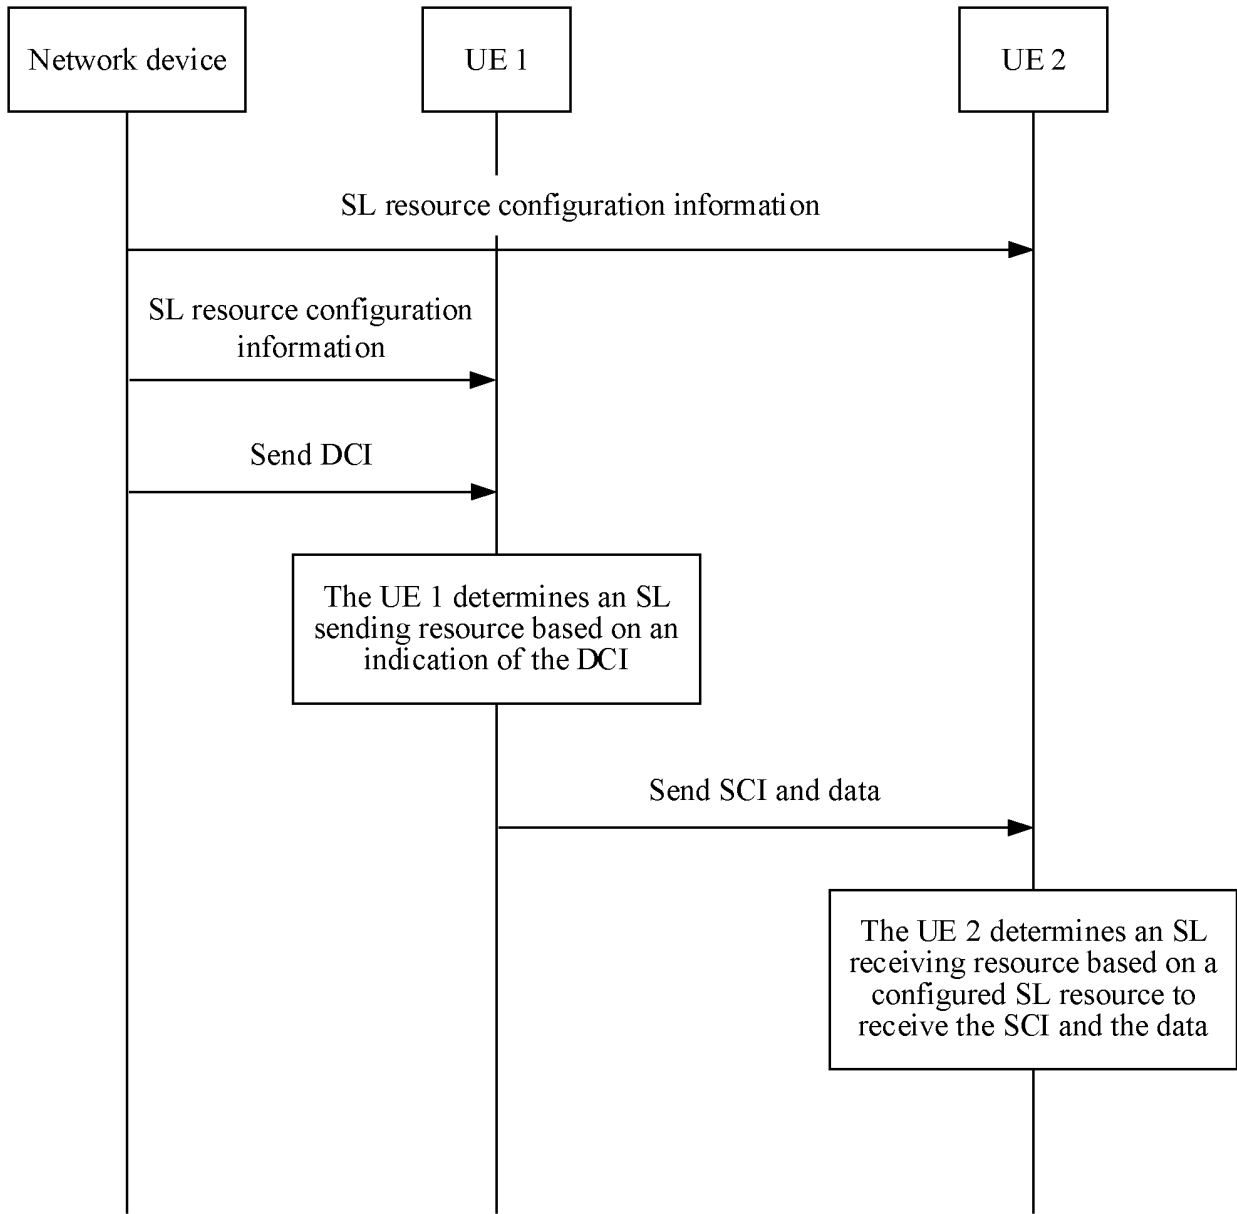 Network device
UE 1
UE 2
SL resource configuration information
SL resource configuration
information
Send DCI
The UE 1 determines an SL
sending resource based on an
indication of the DCI
Send SCI and data
The UE 2 determines an SL
receiving resource based on a
configured SL resource to
receive the SCI and the data